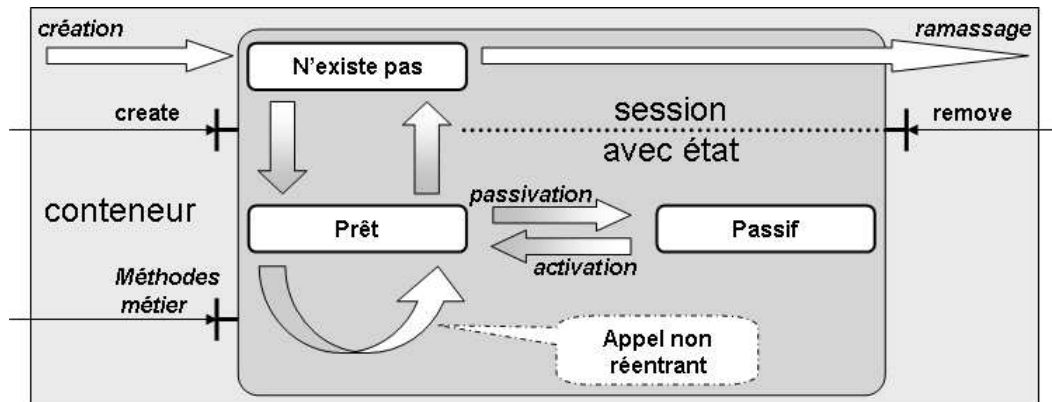 création
ramassage
N'existe pas
create
session
remove
avec état
conteneur
passivation
Prêt
Passif
activation
Méthodes
métier
Appel non
réentrant